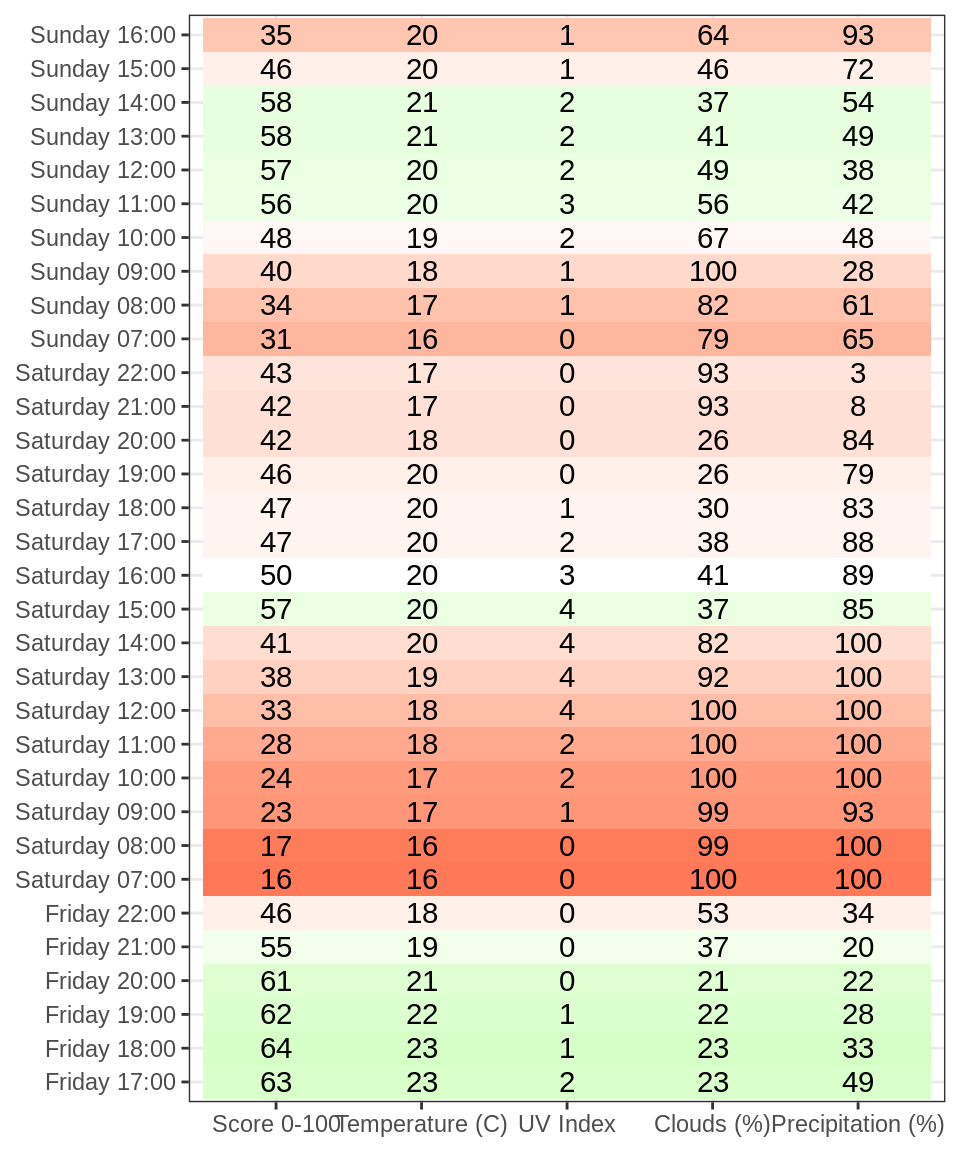 Sunday 16:00 35 20 1 64 93
Sunday 15:00 46 20 1 46 72
Sunday 14:00 58 21 2 37 54
Sunday 13:00 58 21 2 41 49
Sunday 12:00 57 20 2 49 38
Sunday 11:00 56 20 3 56 42
Sunday 10:00 48 19 2 67 48
Sunday 09:00 40 18 1 100 28
Sunday 08:00 34 17 1 82 61
Sunday 07:00 31 16 0 79 65
Saturday 22:00 43 17 0 93 3
Saturday 21:00 42 17 0 93 8
Saturday 20:00 42 18 0 26 84
Saturday 19:00 46 20 0 26 79
Saturday 18:00 47 20 1 30 83
Saturday 17:00 47 20 2 38 88
Saturday 16:00 50 20 3 41 89
Saturday 15:00 57 20 4 37 85
Saturday 14:00 41 20 4 82 100
Saturday 13:00 38 19 4 92 100
Saturday 12:00 33 18 4 100 100
Saturday 11:00 28 18 2 100 100
Saturday 10:00 24 17 2 100 100
Saturday 09:00 23 17 1 99 93
Saturday 08:00 17 16 0 99 100
Saturday 07:00 16 16 0 100 100
Friday 22:00 46 18 0 53 34
Friday 21:00 55 19 0 37 20
Friday 20:00 61 21 0 21 22
Friday 19:00 62 22 1 22 28
Friday 18:00 64 23 1 23 33
Friday 17:00 63 23 2 23 49
Score 0-100 Temperature (C) UV Index Clouds (%) Precipitation (%)